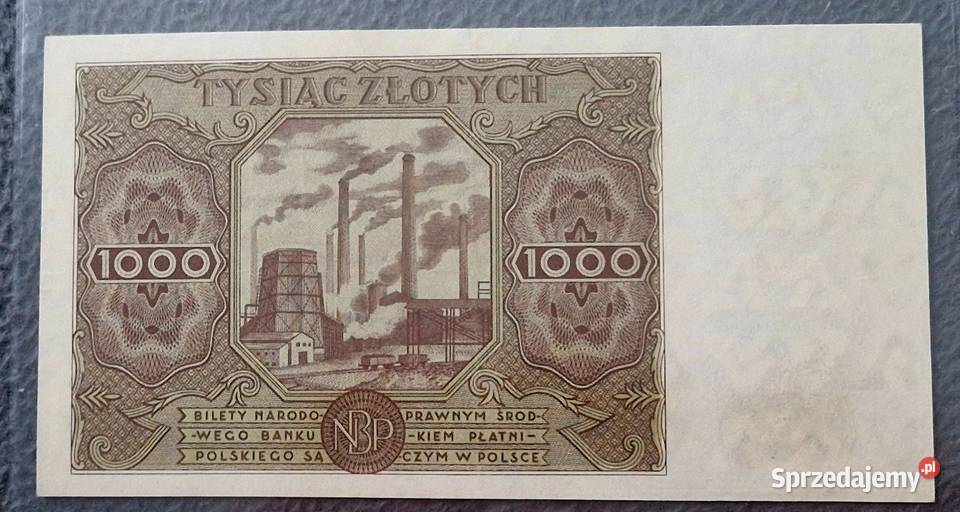 TYSIĄC ZŁOTYCH
1000 1000
BILETY NARODO- PRAWNYM ŚROD-
-WEGO BANKU NBP -KIEM PŁATNI-
POLSKIEGO SĄ CZYM W POLSCE
Sprzedajemy.pl